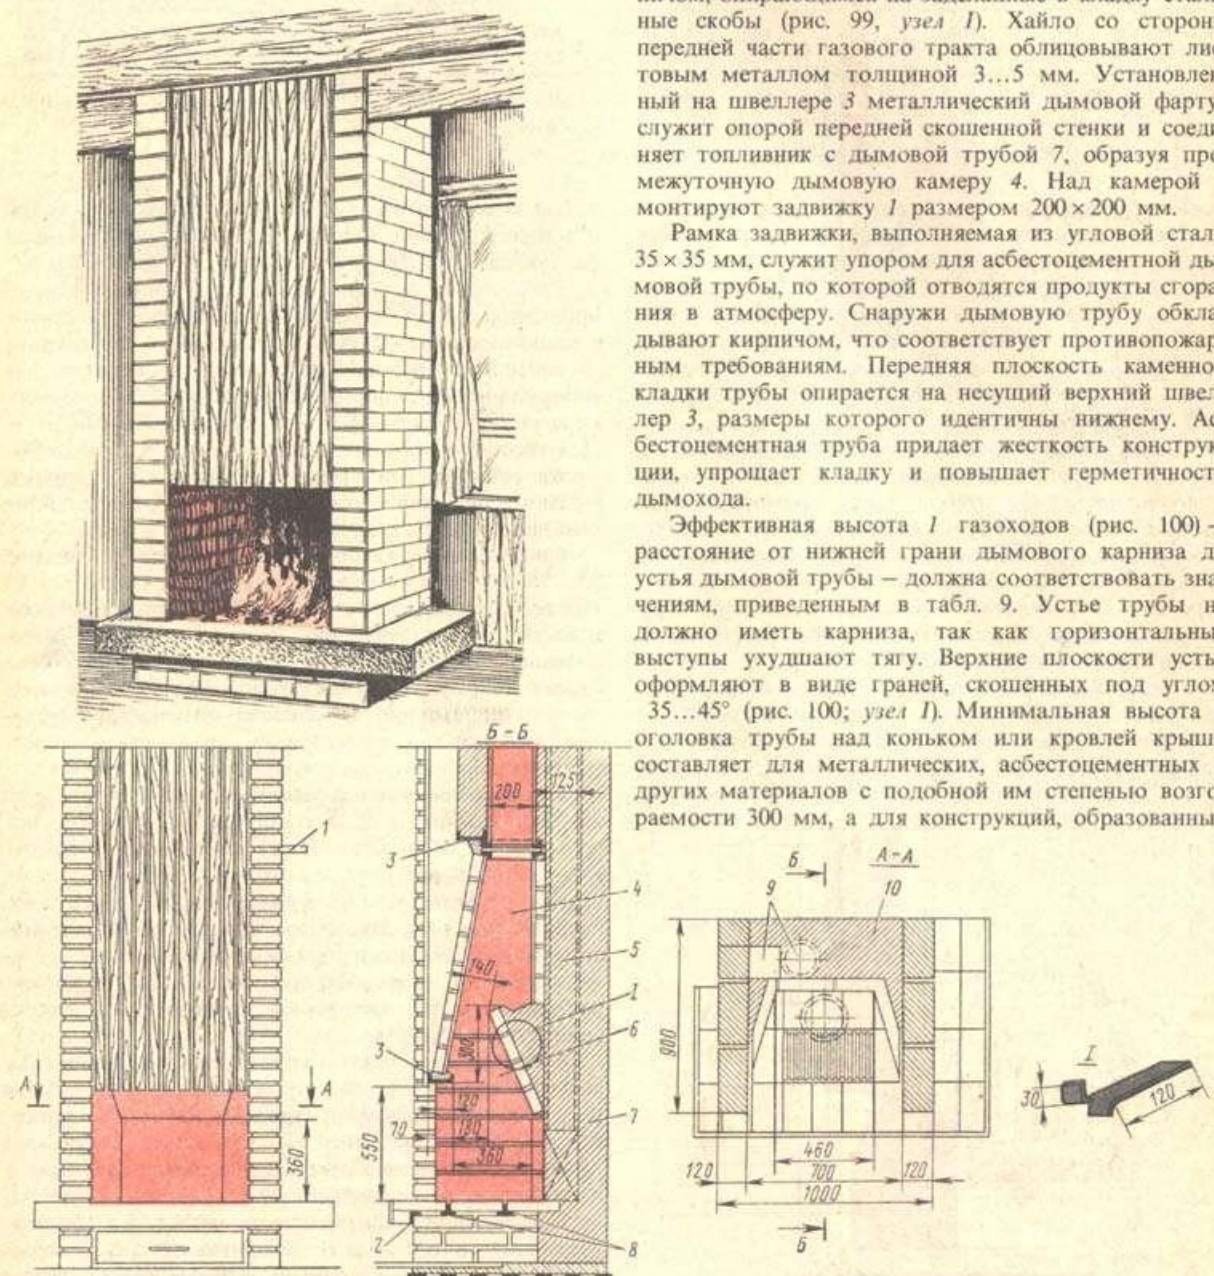 ные скобы (рис. 99, узел I). Хайло со сторон
передней части газового тракта облицовывают ли
товым металлом толщиной 3...5 мм. Установлен
ный на швеллере 3 металлический дымовой фарту
служит опорой передней скошенной стенки и соеди
няет топливник с дымовой трубой 7, образуя про
межуточную дымовую камеру 4. Над камерой
монтируют задвижку 1 размером 200 × 200 мм.
Рамка задвижки, выполняемая из угловой стал
35 × 35 мм, служит упором для асбестоцементной ды
мовой трубы, по которой отводятся продукты сгора
ния в атмосферу. Снаружи дымовую трубу обкла
дывают кирпичом, что соответствует противопожар
ным требованиям. Передняя плоскость каменно
кладки трубы опирается на несущий верхний швел
лер 3, размеры которого идентичны нижнему. Ас
бестоцементная труба придает жесткость конструк
ции, упрощает кладку и повышает герметичност
дымохода.
Эффективная высота 1 газоходов (рис. 100) –
расстояние от нижней грани дымового карниза д
устья дымовой трубы – должна соответствовать зна
чениям, приведенным в табл. 9. Устье трубы н
должно иметь карниза, так как горизонтальны
выступы ухудшают тягу. Верхние плоскости усть
оформляют в виде граней, скошенных под угло
35...45° (рис. 100; узел I). Минимальная высота
оголовка трубы над коньком или кровлей крыш
составляет для металлических, асбестоцементных
других материалов с подобной им степенью возго
раемости 300 мм, а для конструкций, образованны
1
А
А
360
Б – Б
200
125
3
4
5
140
I
300
6
3
120
70
180
7
550
360
2
8
Б
А – А
9
10
900
460
120
700
120
1000
Б
I
30
120